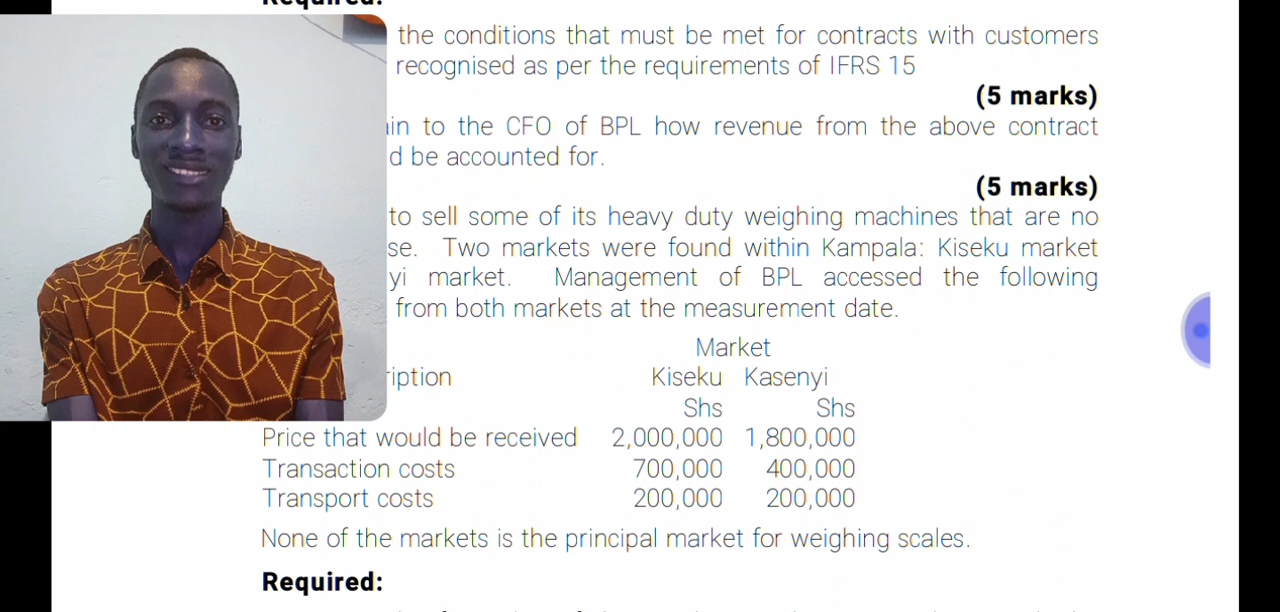 Required:
the conditions that must be met for contracts with customers
recognised as per the requirements of IFRS 15
(5 marks)
to the CFO of BPL how revenue from the above contract
be accounted for.
(5 marks)
to sell some of its heavy duty weighing machines that are no
Two markets were found within Kampala: Kiseku market
market. Management of BPL accessed the following
from both markets at the measurement date.
Market
Kiseku Kasenyi
Shs Shs
Price that would be received 2,000,000 1,800,000
Transaction costs 700,000 400,000
Transport costs 200,000 200,000
None of the markets is the principal market for weighing scales.
Required: